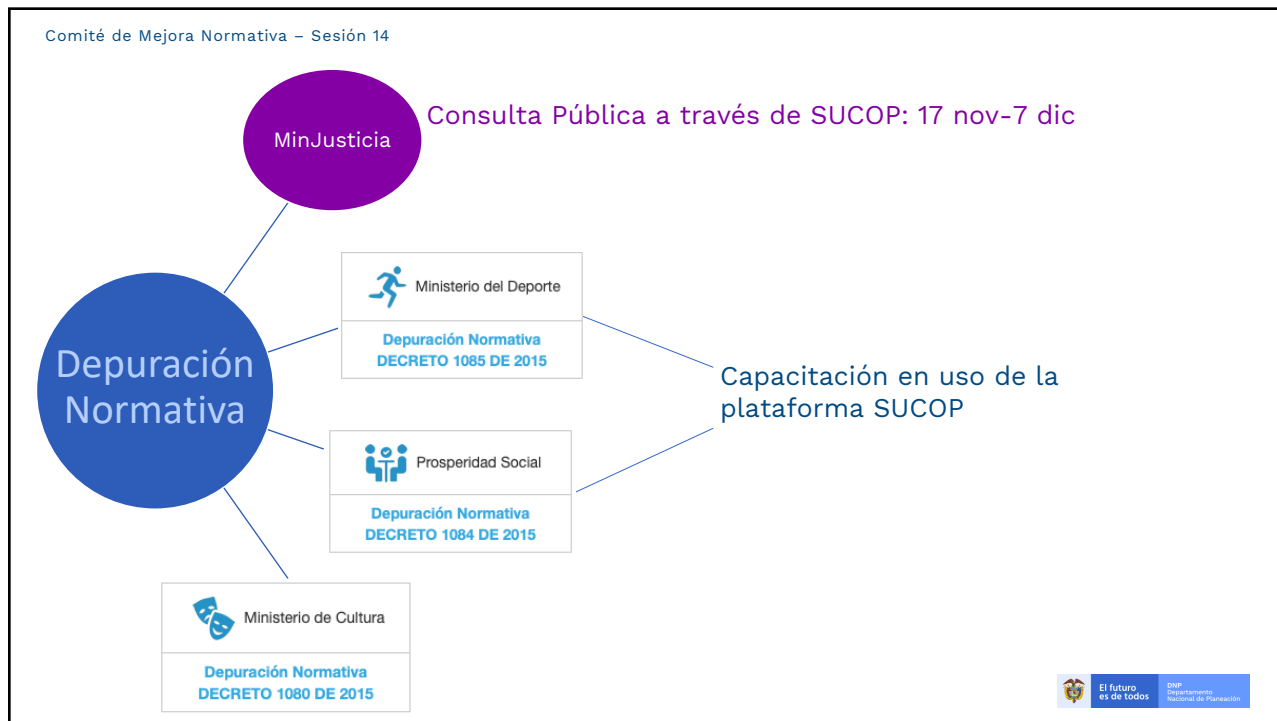 Comité de Mejora Normativa – Sesión 14
MinJusticia
Consulta Pública a través de SUCOP: 17 nov-7 dic
Depuración
Normativa
Ministerio del Deporte
Depuración Normativa
DECRETO 1085 DE 2015
Prosperidad Social
Depuración Normativa
DECRETO 1084 DE 2015
Capacitación en uso de la
plataforma SUCOP
Ministerio de Cultura
Depuración Normativa
DECRETO 1080 DE 2015
El futuro
es de todos
DNP
Departamento
Nacional de Planeación